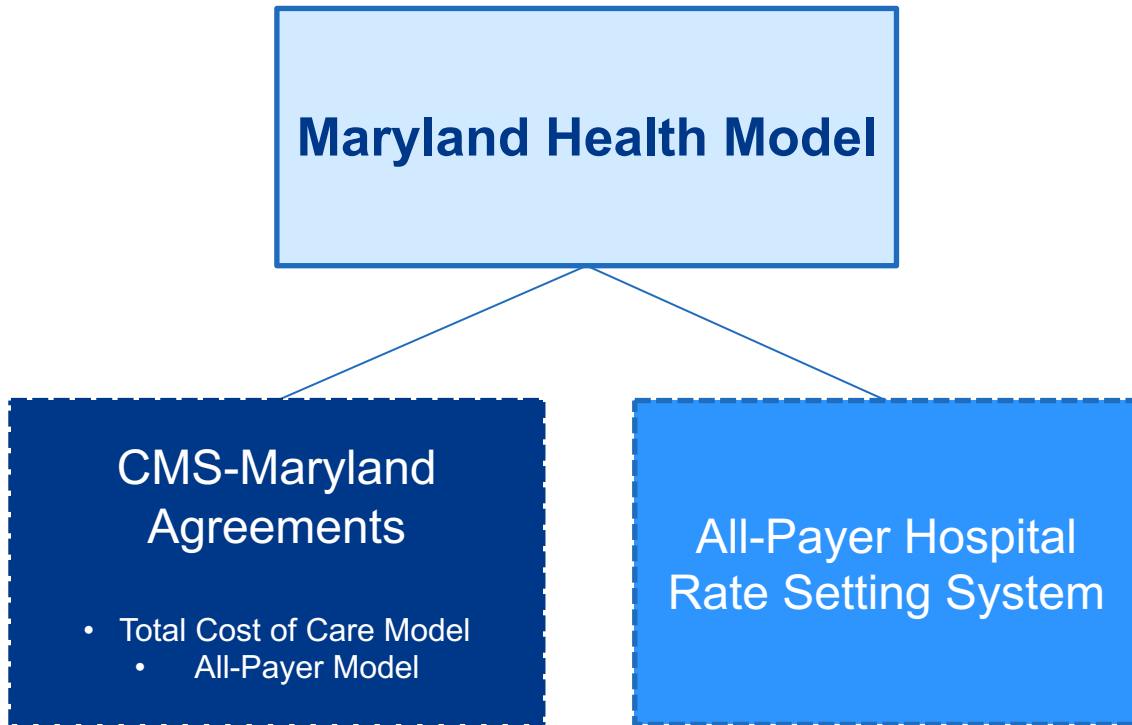 Maryland Health Model
CMS-Maryland
Agreements
• Total Cost of Care Model
• All-Payer Model
All-Payer Hospital
Rate Setting System